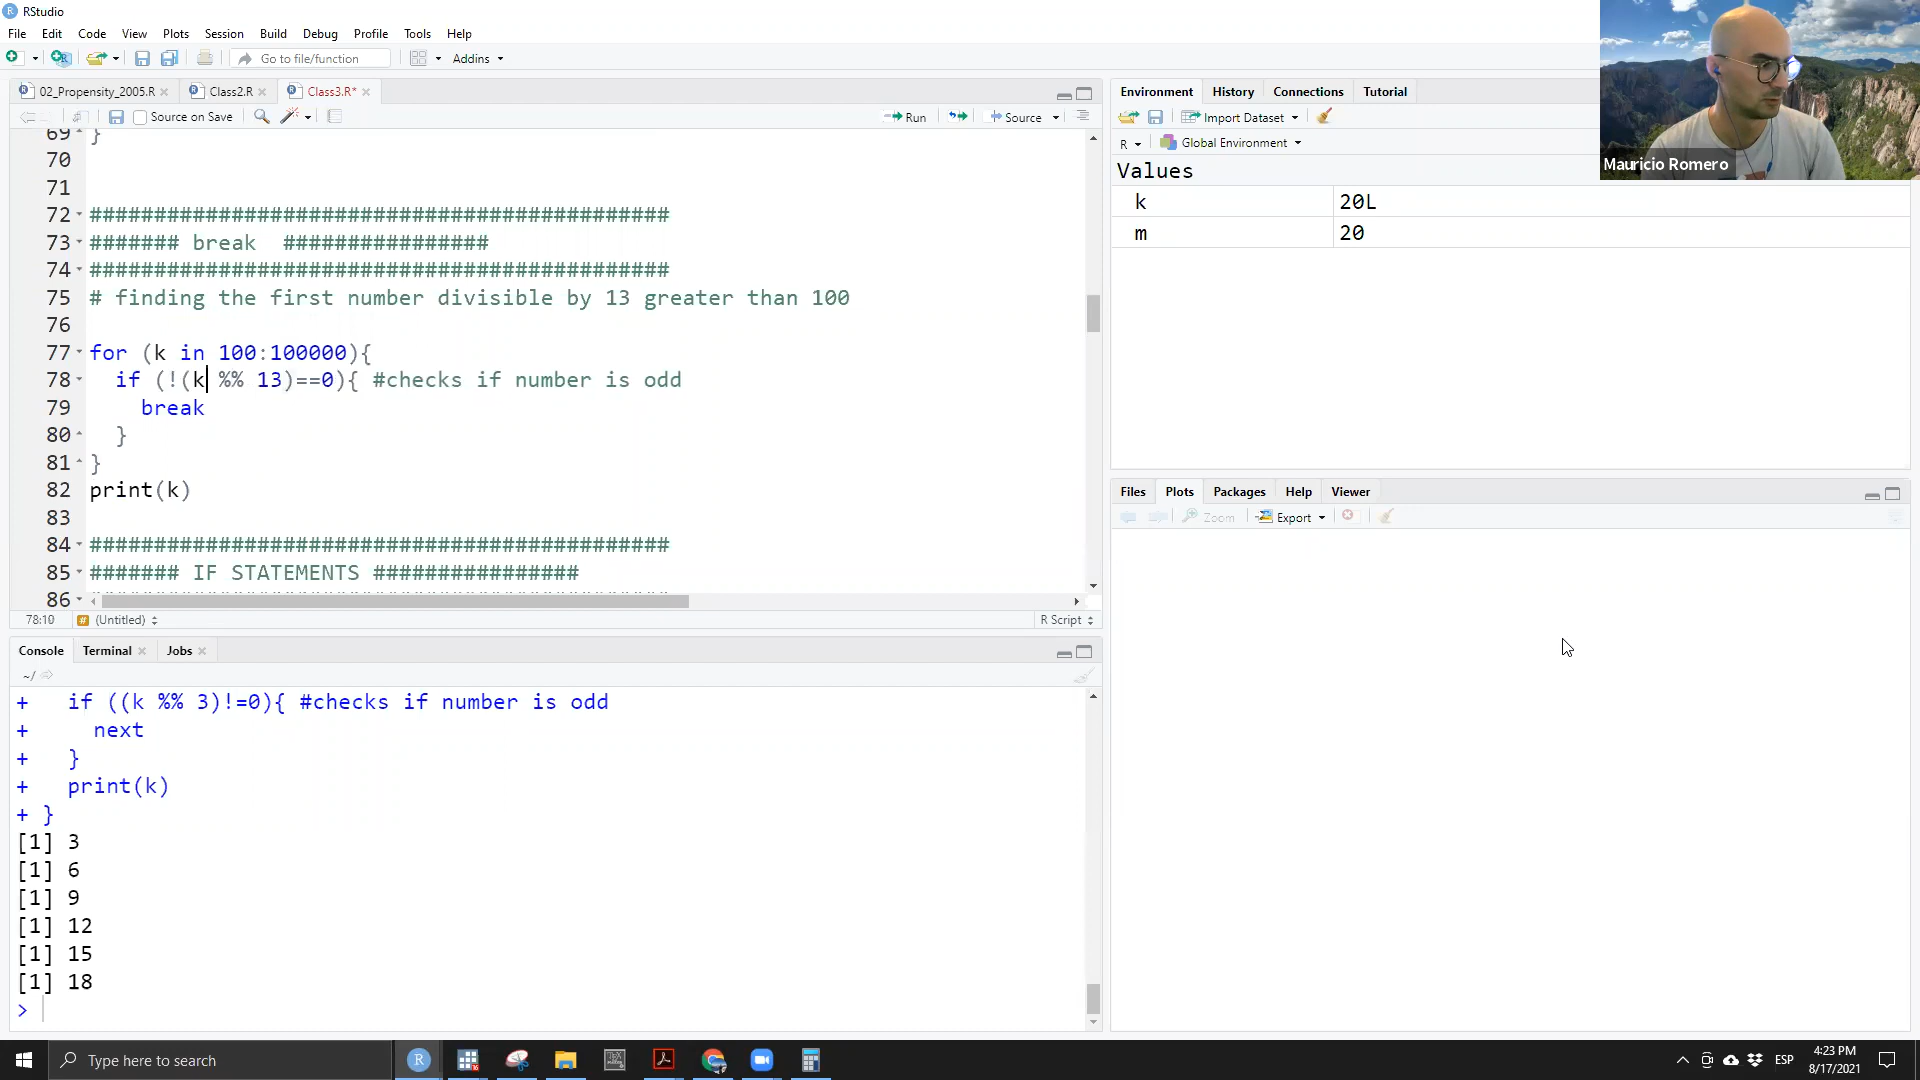 RStudio
File Edit Code View Plots Session Build Debug Profile Tools Help
Go to file/function Addins
02_Propensity_2005.R Class2.R Class3.R*
Source on Save Run Source
69 }
70
71
72 #############################################
73 ####### break ################
74 #############################################
75 # finding the first number divisible by 13 greater than 100
76
77 for (k in 100:100000){
78 if (!(k %% 13)==0){ #checks if number is odd
79 break
80 }
81 }
82 print(k)
83
84 #############################################
85 ####### IF STATEMENTS ################
86
78:10 # (Untitled) R Script
Console Terminal Jobs
~/
+ if ((k %% 3)!=0){ #checks if number is odd
+ next
+ }
+ print(k)
+ }
[1] 3
[1] 6
[1] 9
[1] 12
[1] 15
[1] 18
>
Environment History Connections Tutorial
Import Dataset
R Global Environment
Values
k 20L
m 20
Files Plots Packages Help Viewer
Zoom Export
Mauricio Romero
Type here to search
ESP
4:23 PM
8/17/2021